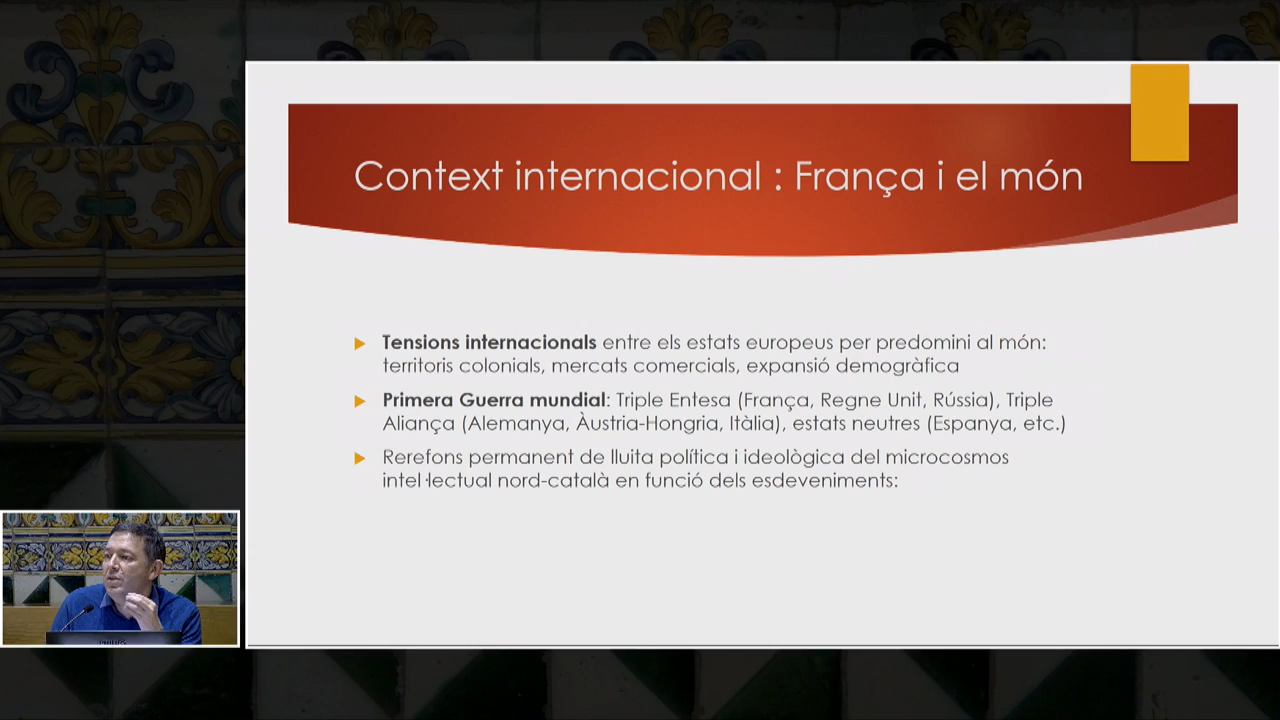 Context internacional : França i el món
Tensions internacionals entre els estats europeus per predomini al món:
territoris colonials, mercats comercials, expansió demogràfica
Primera Guerra mundial: Triple Entesa (França, Regne Unit, Rússia), Triple
Aliança (Alemanya, Àustria-Hongria, Itàlia), estats neutres (Espanya, etc.)
Rerefons permanent de lluita política i ideològica del microcosmos
intel·lectual nord-català en funció dels esdeveniments: